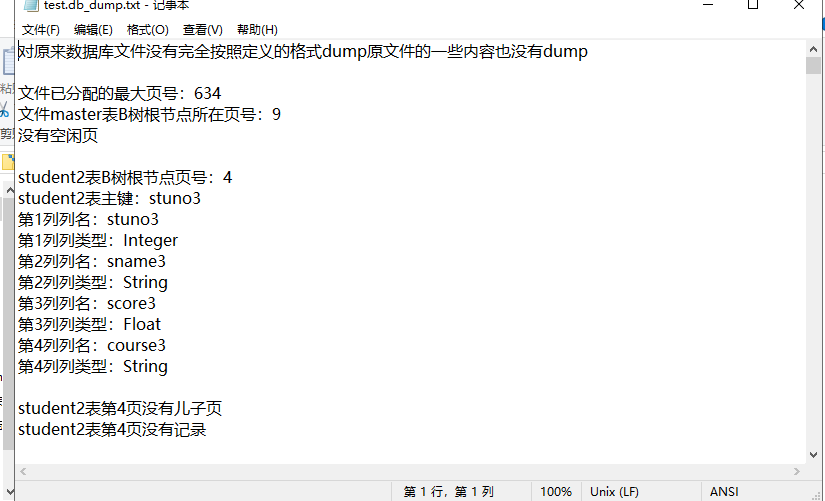 test.db_dump.txt - 记事本
文件(F) 编辑(E) 格式(O) 查看(V) 帮助(H)
对原来数据库文件没有完全按照定义的格式dump原文件的一些内容也没有dump
文件已分配的最大页号：634
文件master表B树根节点所在页号：9
没有空闲页
student2表B树根节点页号：4
student2表主键：stuno3
第1列列名：stuno3
第1列列类型：Integer
第2列列名：sname3
第2列列类型：String
第3列列名：score3
第3列列类型：Float
第4列列名：course3
第4列列类型：String
student2表第4页没有儿子页
student2表第4页没有记录
第 1 行，第 1 列 100% Unix (LF) ANSI